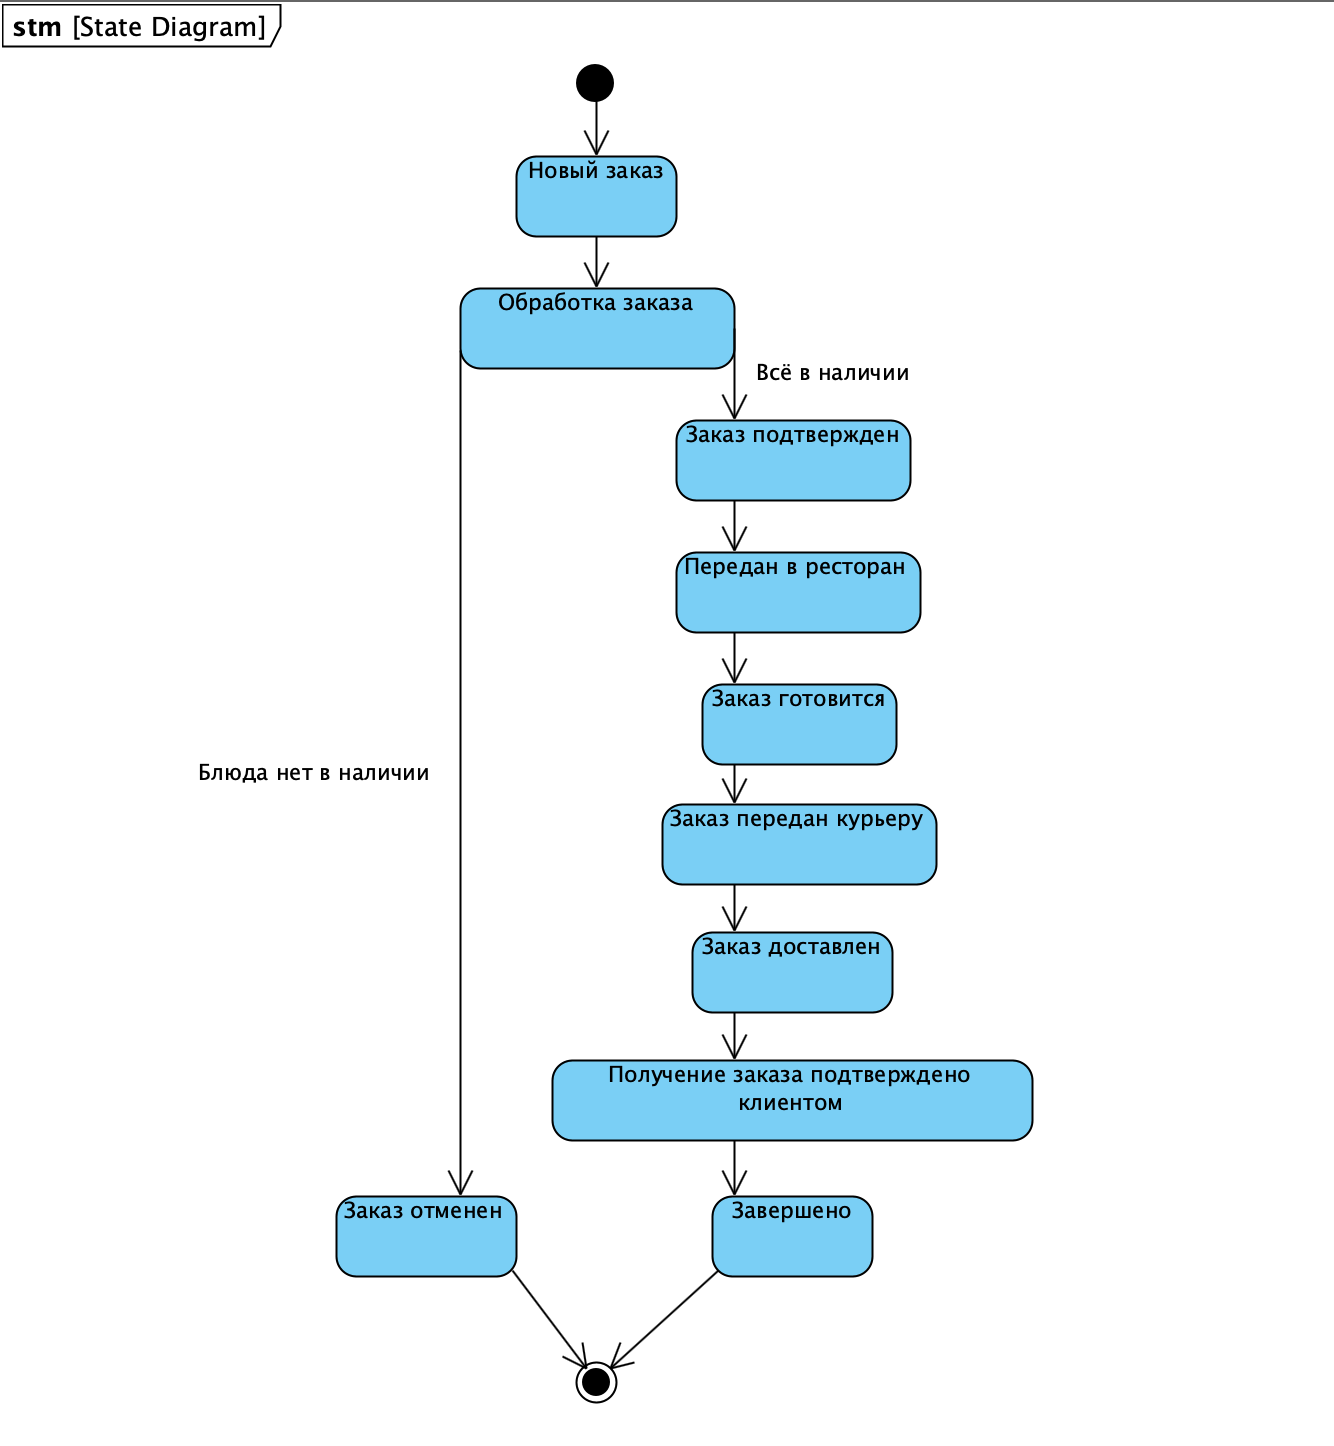 stm [State Diagram]
Новый заказ
Обработка заказа
Всё в наличии
Заказ подтвержден
Передан в ресторан
Заказ готовится
Блюда нет в наличии
Заказ передан курьеру
Заказ доставлен
Получение заказа подтверждено
клиентом
Заказ отменен
Завершено